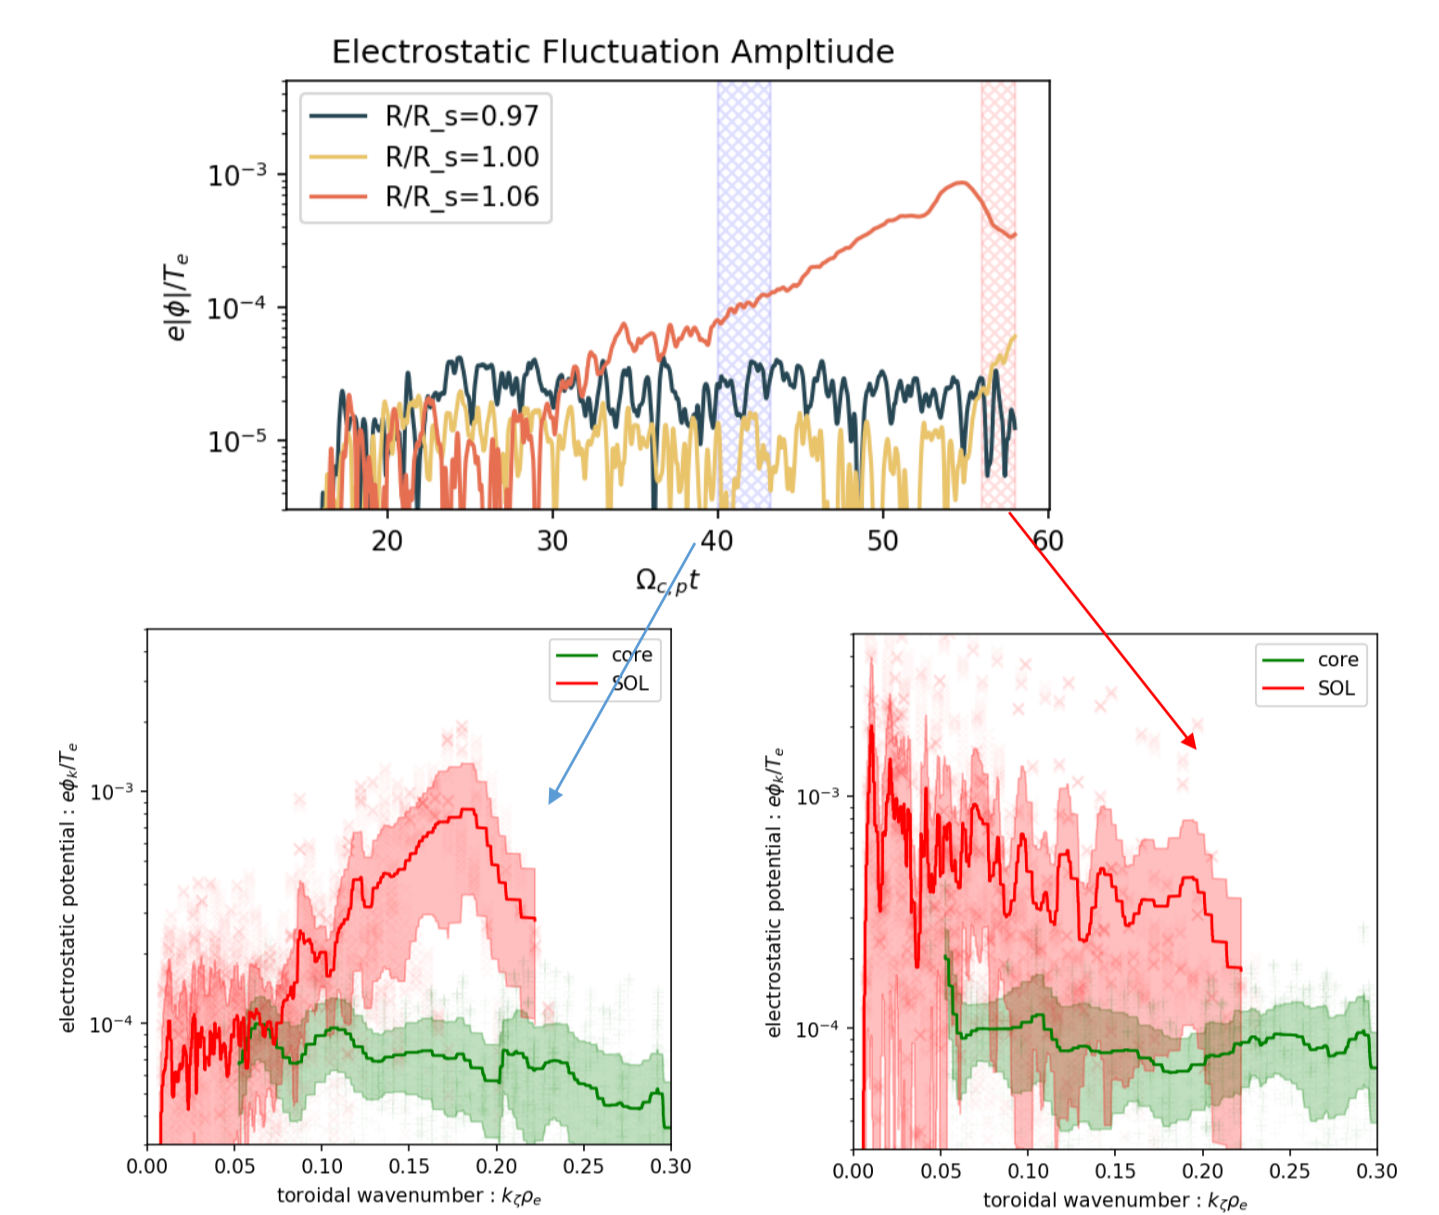 Electrostatic Fluctuation Ampltiude
R/R_s=0.97
R/R_s=1.00
R/R_s=1.06
10⁻³
10⁻⁴
10⁻⁵
e|ϕ|/Tₑ
20 30 40 50 60
Ω_{c,p}t
core
SOL
10⁻³
10⁻⁴
electrostatic potential : eϕₖ/Tₑ
0.00 0.05 0.10 0.15 0.20 0.25 0.30
toroidal wavenumber : k_ζρₑ
core
SOL
10⁻³
10⁻⁴
electrostatic potential : eϕₖ/Tₑ
0.00 0.05 0.10 0.15 0.20 0.25 0.30
toroidal wavenumber : k_ζρₑ